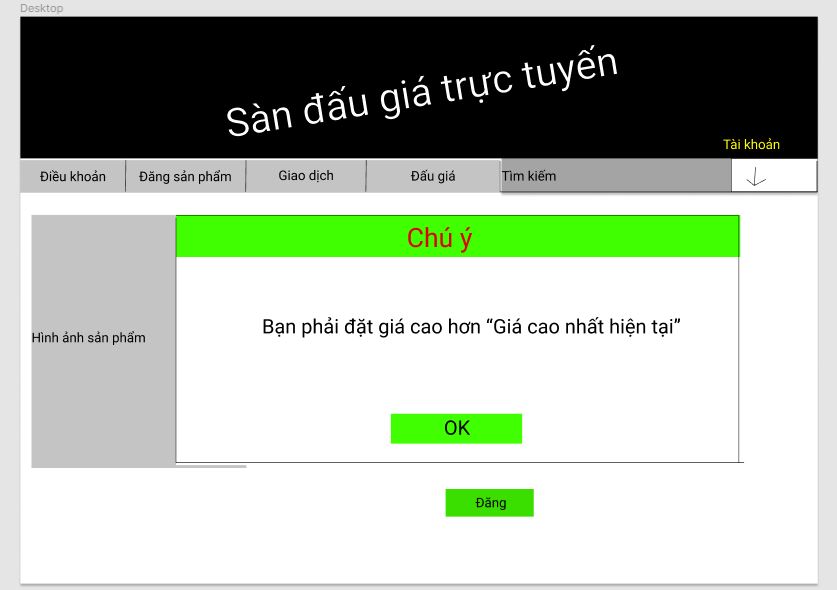 Desktop
Sàn đấu giá trực tuyến
Tài khoản
Điều khoản
Đăng sản phẩm
Giao dịch
Đấu giá
Tìm kiếm
Chú ý
Bạn phải đặt giá cao hơn “Giá cao nhất hiện tại”
Hình ảnh sản phẩm
OK
Đăng